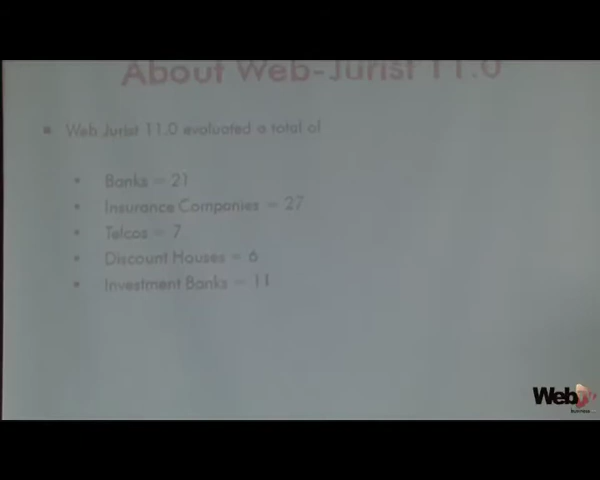 About Web-Jurist 11.0
Web Jurist 11.0 evaluated a total of
Banks = 21
Insurance Companies = 27
Telcos = 7
Discount Houses = 6
Investment Banks = 11
Web
business